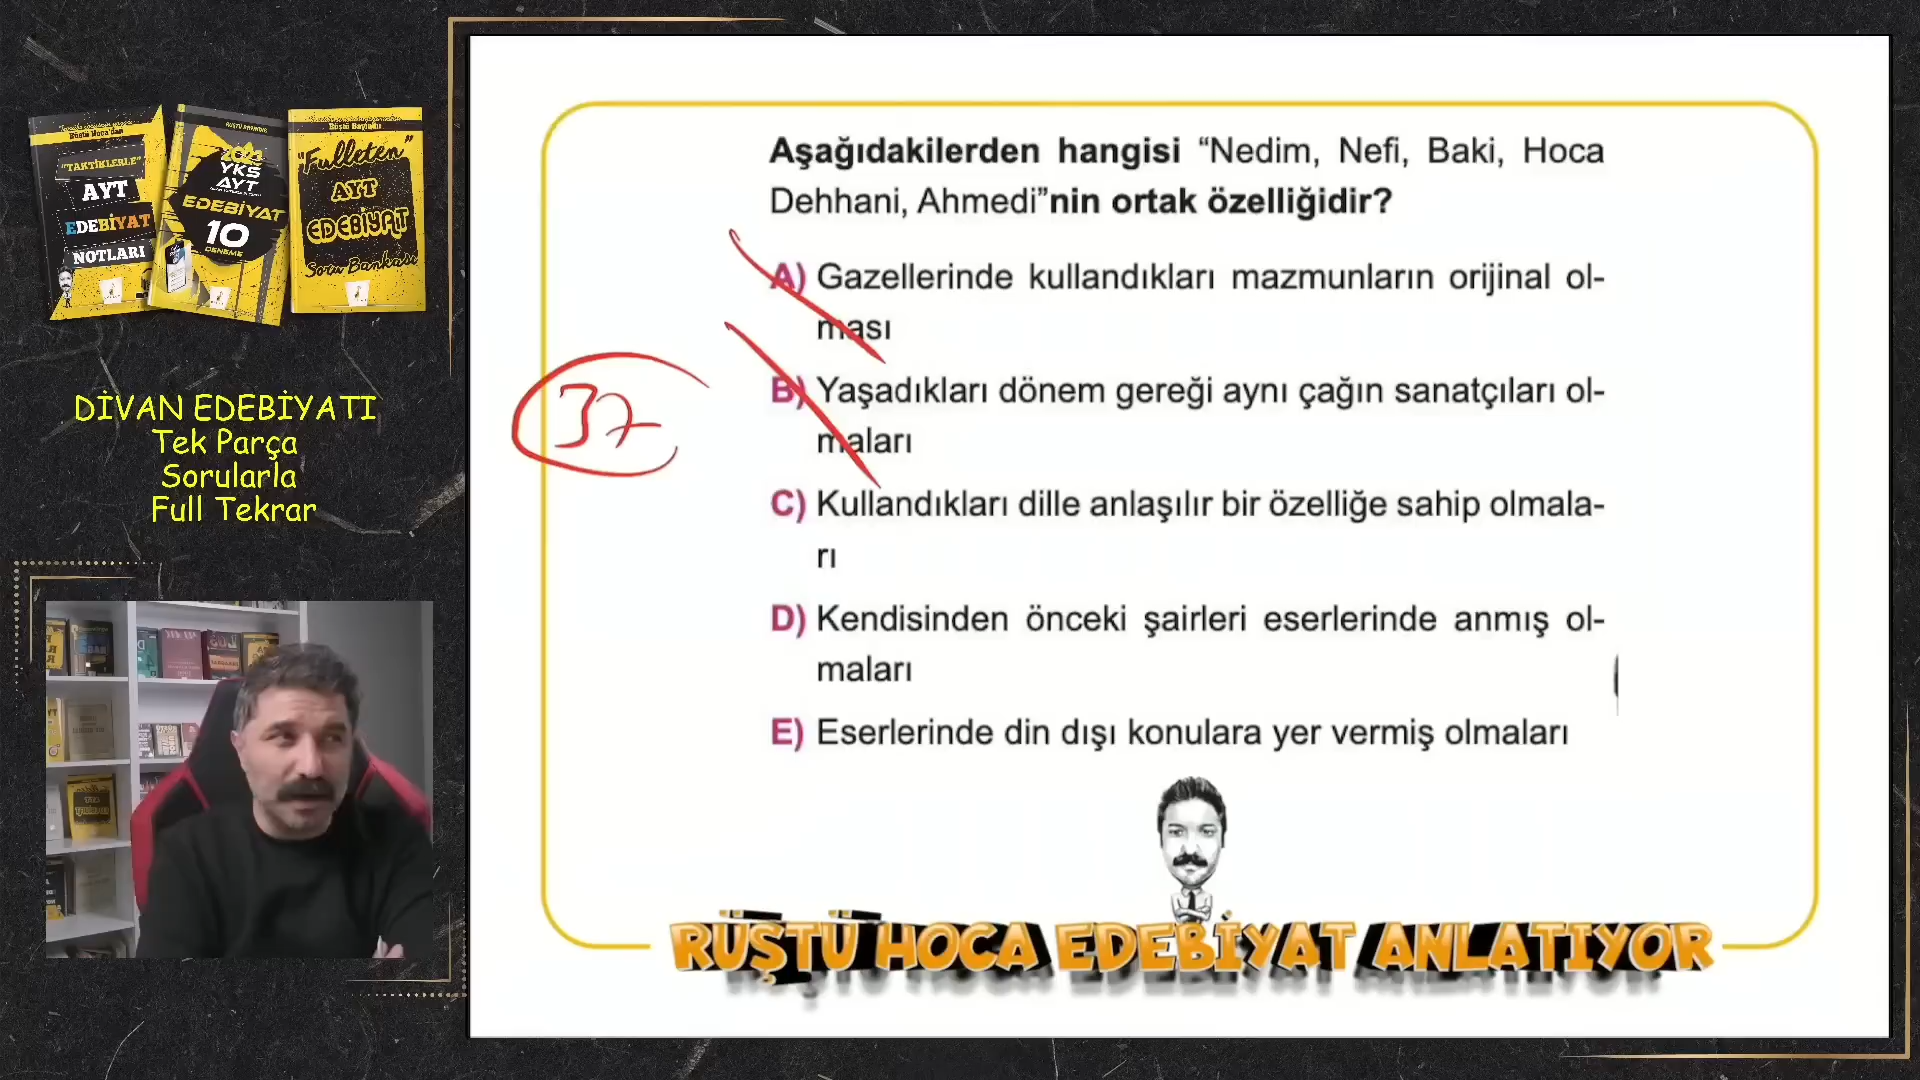 "TAKTİKLERLE"
AYT
EDEBİYAT
NOTLARI
2023
YKS
AYT
EDEBİYAT
10
DENEME
"Fulleten"
AYT
EDEBİYAT
Soru Bankası
DİVAN EDEBİYATI
Tek Parça
Sorularla
Full Tekrar
37
Aşağıdakilerden hangisi “Nedim, Nefi, Baki, Hoca
Dehhani, Ahmedi”nin ortak özelliğidir?
A) Gazellerinde kullandıkları mazmunların orijinal ol-
ması
B) Yaşadıkları dönem gereği aynı çağın sanatçıları ol-
maları
C) Kullandıkları dille anlaşılır bir özelliğe sahip olmala-
rı
D) Kendisinden önceki şairleri eserlerinde anmış ol-
maları
E) Eserlerinde din dışı konulara yer vermiş olmaları
RÜŞTÜ HOCA EDEBİYAT ANLATIYOR